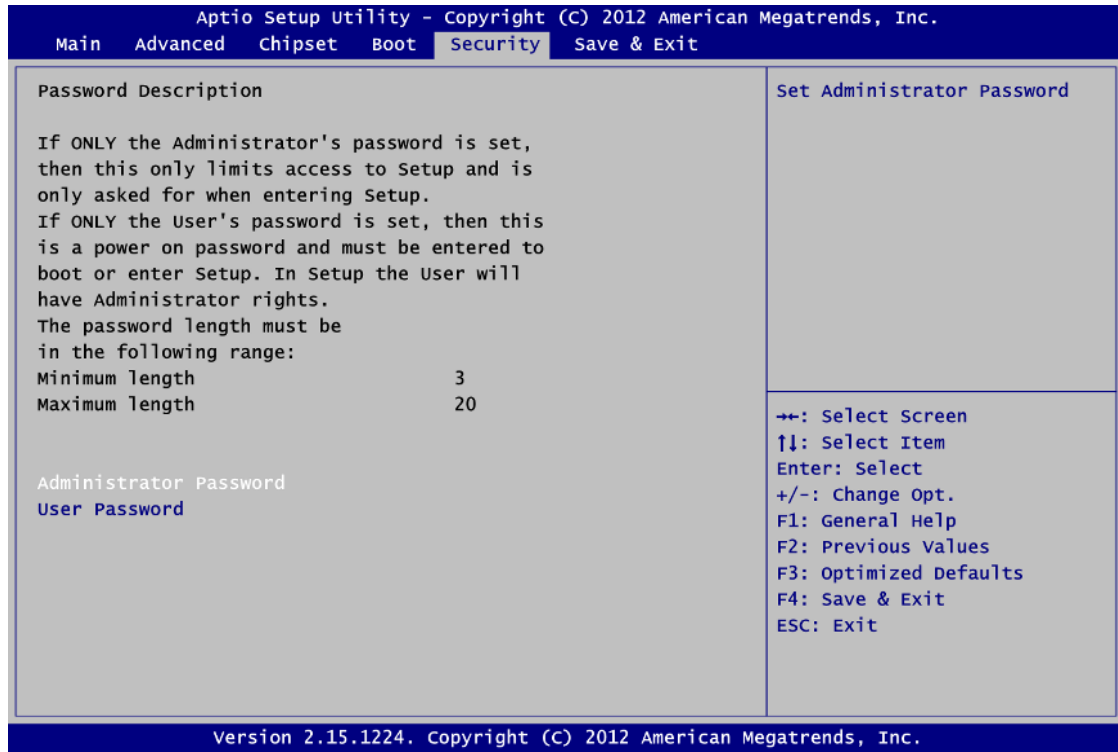 Aptio Setup Utility - Copyright (C) 2012 American Megatrends, Inc.
Main Advanced Chipset Boot Security Save & Exit
Password Description
If ONLY the Administrator's password is set,
then this only limits access to Setup and is
only asked for when entering Setup.
If ONLY the User's password is set, then this
is a power on password and must be entered to
boot or enter Setup. In Setup the User will
have Administrator rights.
The password length must be
in the following range:
Minimum length 3
Maximum length 20
Administrator Password
User Password
Set Administrator Password
→←: Select Screen
↑↓: Select Item
Enter: Select
+/-: Change Opt.
F1: General Help
F2: Previous Values
F3: Optimized Defaults
F4: Save & Exit
ESC: Exit
Version 2.15.1224. Copyright (C) 2012 American Megatrends, Inc.